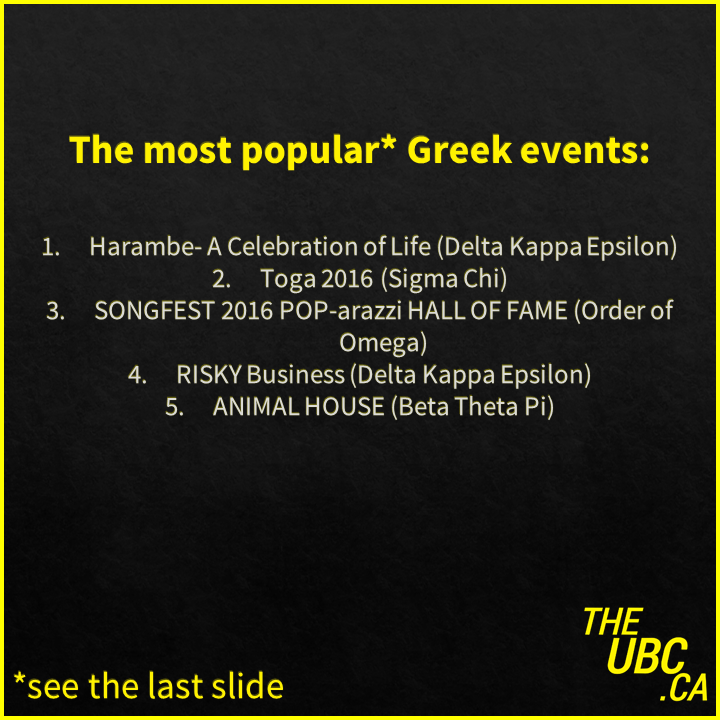 The most popular* Greek events:
1. Harambe- A Celebration of Life (Delta Kappa Epsilon)
2. Toga 2016 (Sigma Chi)
3. SONGFEST 2016 POP-arazzi HALL OF FAME (Order of
Omega)
4. RISKY Business (Delta Kappa Epsilon)
5. ANIMAL HOUSE (Beta Theta Pi)
THE
UBC
.CA
*see the last slide